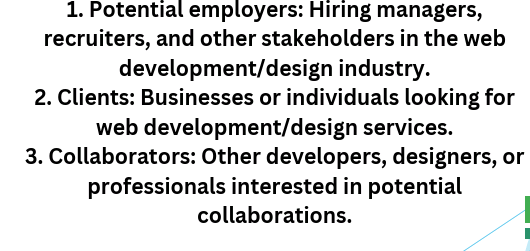 1. Potential employers: Hiring managers,
recruiters, and other stakeholders in the web
development/design industry.
2. Clients: Businesses or individuals looking for
web development/design services.
3. Collaborators: Other developers, designers, or
professionals interested in potential
collaborations.